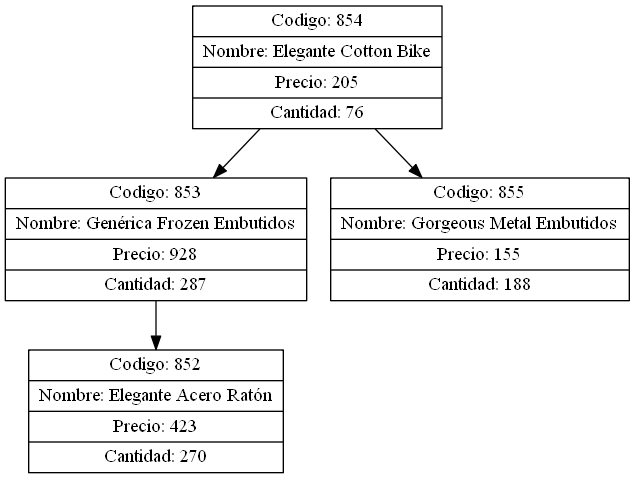 Codigo: 854
Nombre: Elegante Cotton Bike
Precio: 205
Cantidad: 76
Codigo: 853
Nombre: Genérica Frozen Embutidos
Precio: 928
Cantidad: 287
Codigo: 855
Nombre: Gorgeous Metal Embutidos
Precio: 155
Cantidad: 188
Codigo: 852
Nombre: Elegante Acero Ratón
Precio: 423
Cantidad: 270